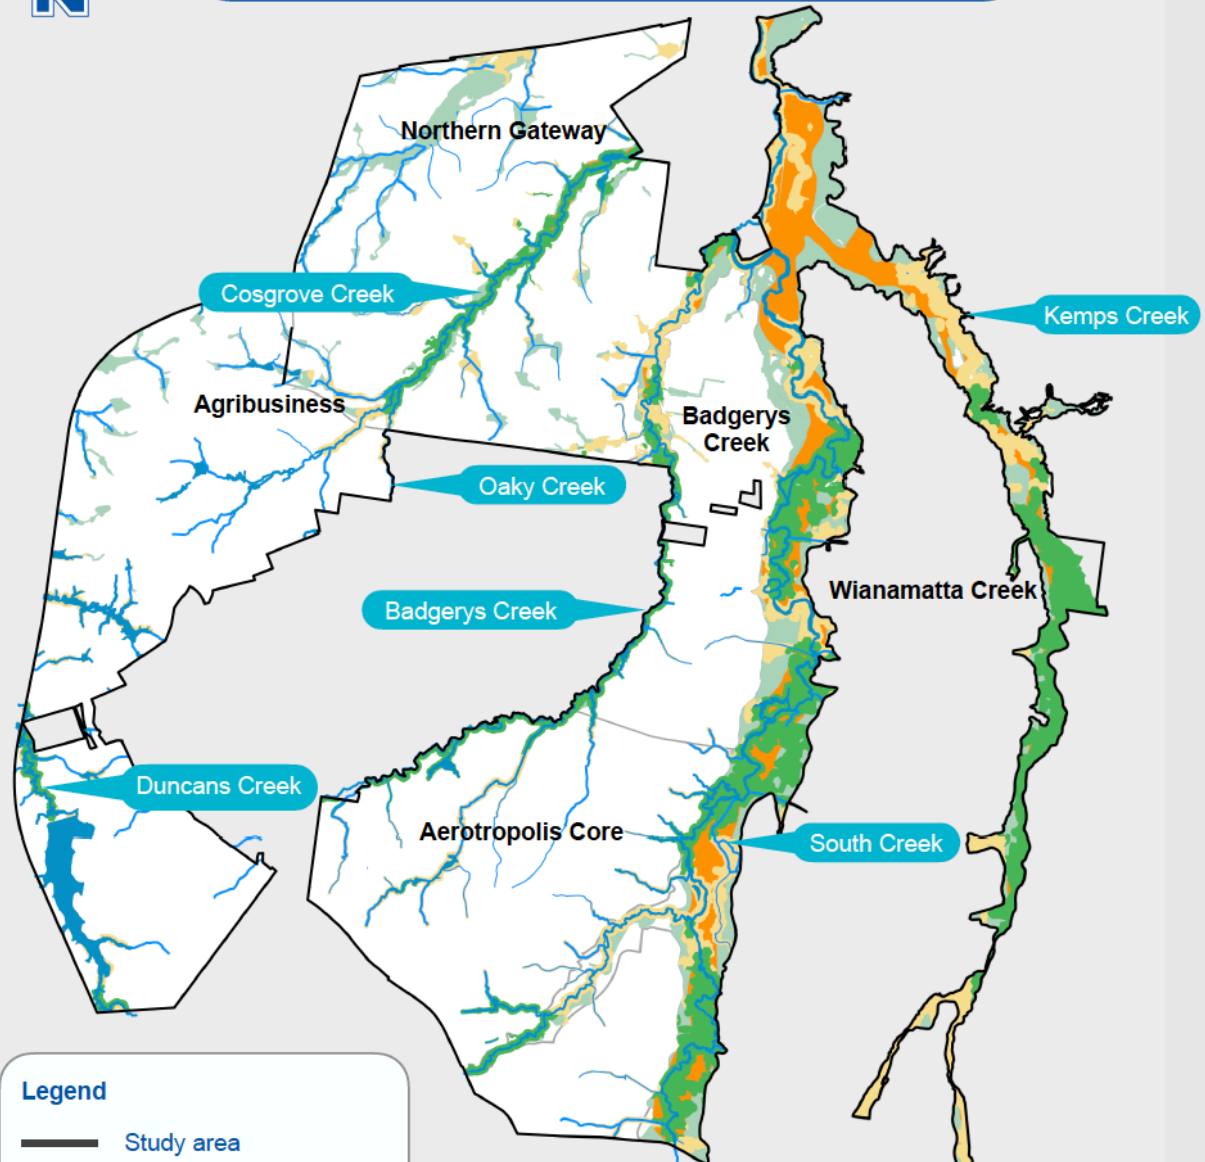 N
Northern Gateway
Cosgrove Creek
Kemps Creek
Agribusiness
Badgerys
Creek
Oaky Creek
Wianamatta Creek
Badgerys Creek
Duncans Creek
Aerotropolis Core
South Creek
Legend
Study area